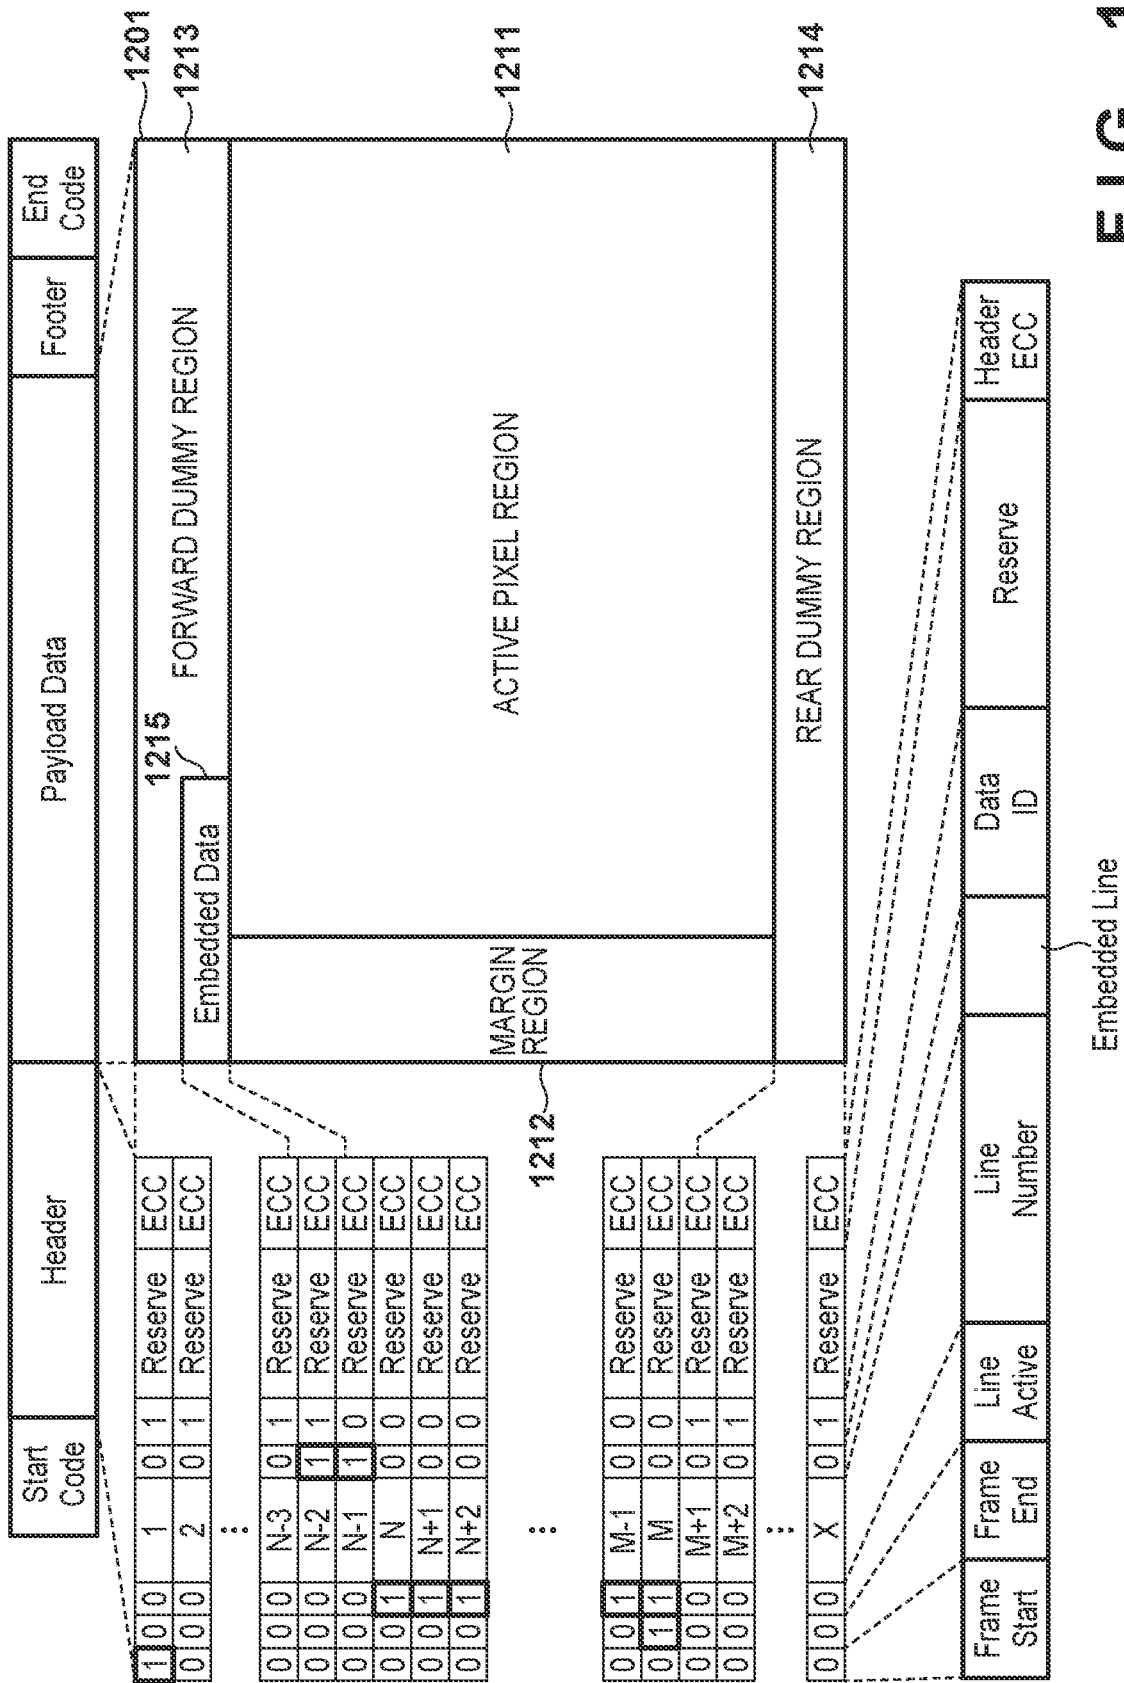 Start
Code
Header
Payload Data
Footer
End
Code
1201
1213
1211
1214
FORWARD DUMMY REGION
1215
Embedded Data
ACTIVE PIXEL REGION
MARGIN
REGION
1212
REAR DUMMY REGION
1 0 0 1 0 1 Reserve ECC
0 0 0 2 0 1 Reserve ECC
...
0 0 0 N-3 0 1 Reserve ECC
0 0 0 N-2 1 1 Reserve ECC
0 0 0 N-1 1 0 Reserve ECC
0 0 1 N 0 0 Reserve ECC
0 0 1 N+1 0 0 Reserve ECC
0 0 1 N+2 0 0 Reserve ECC
...
0 0 1 M-1 0 0 Reserve ECC
0 1 1 M 0 0 Reserve ECC
0 0 0 M+1 0 1 Reserve ECC
0 0 0 M+2 0 1 Reserve ECC
...
0 0 0 X 0 1 Reserve ECC
Frame
Start
Frame
End
Line
Active
Line
Number
Data
ID
Reserve
Header
ECC
Embedded Line
FIG